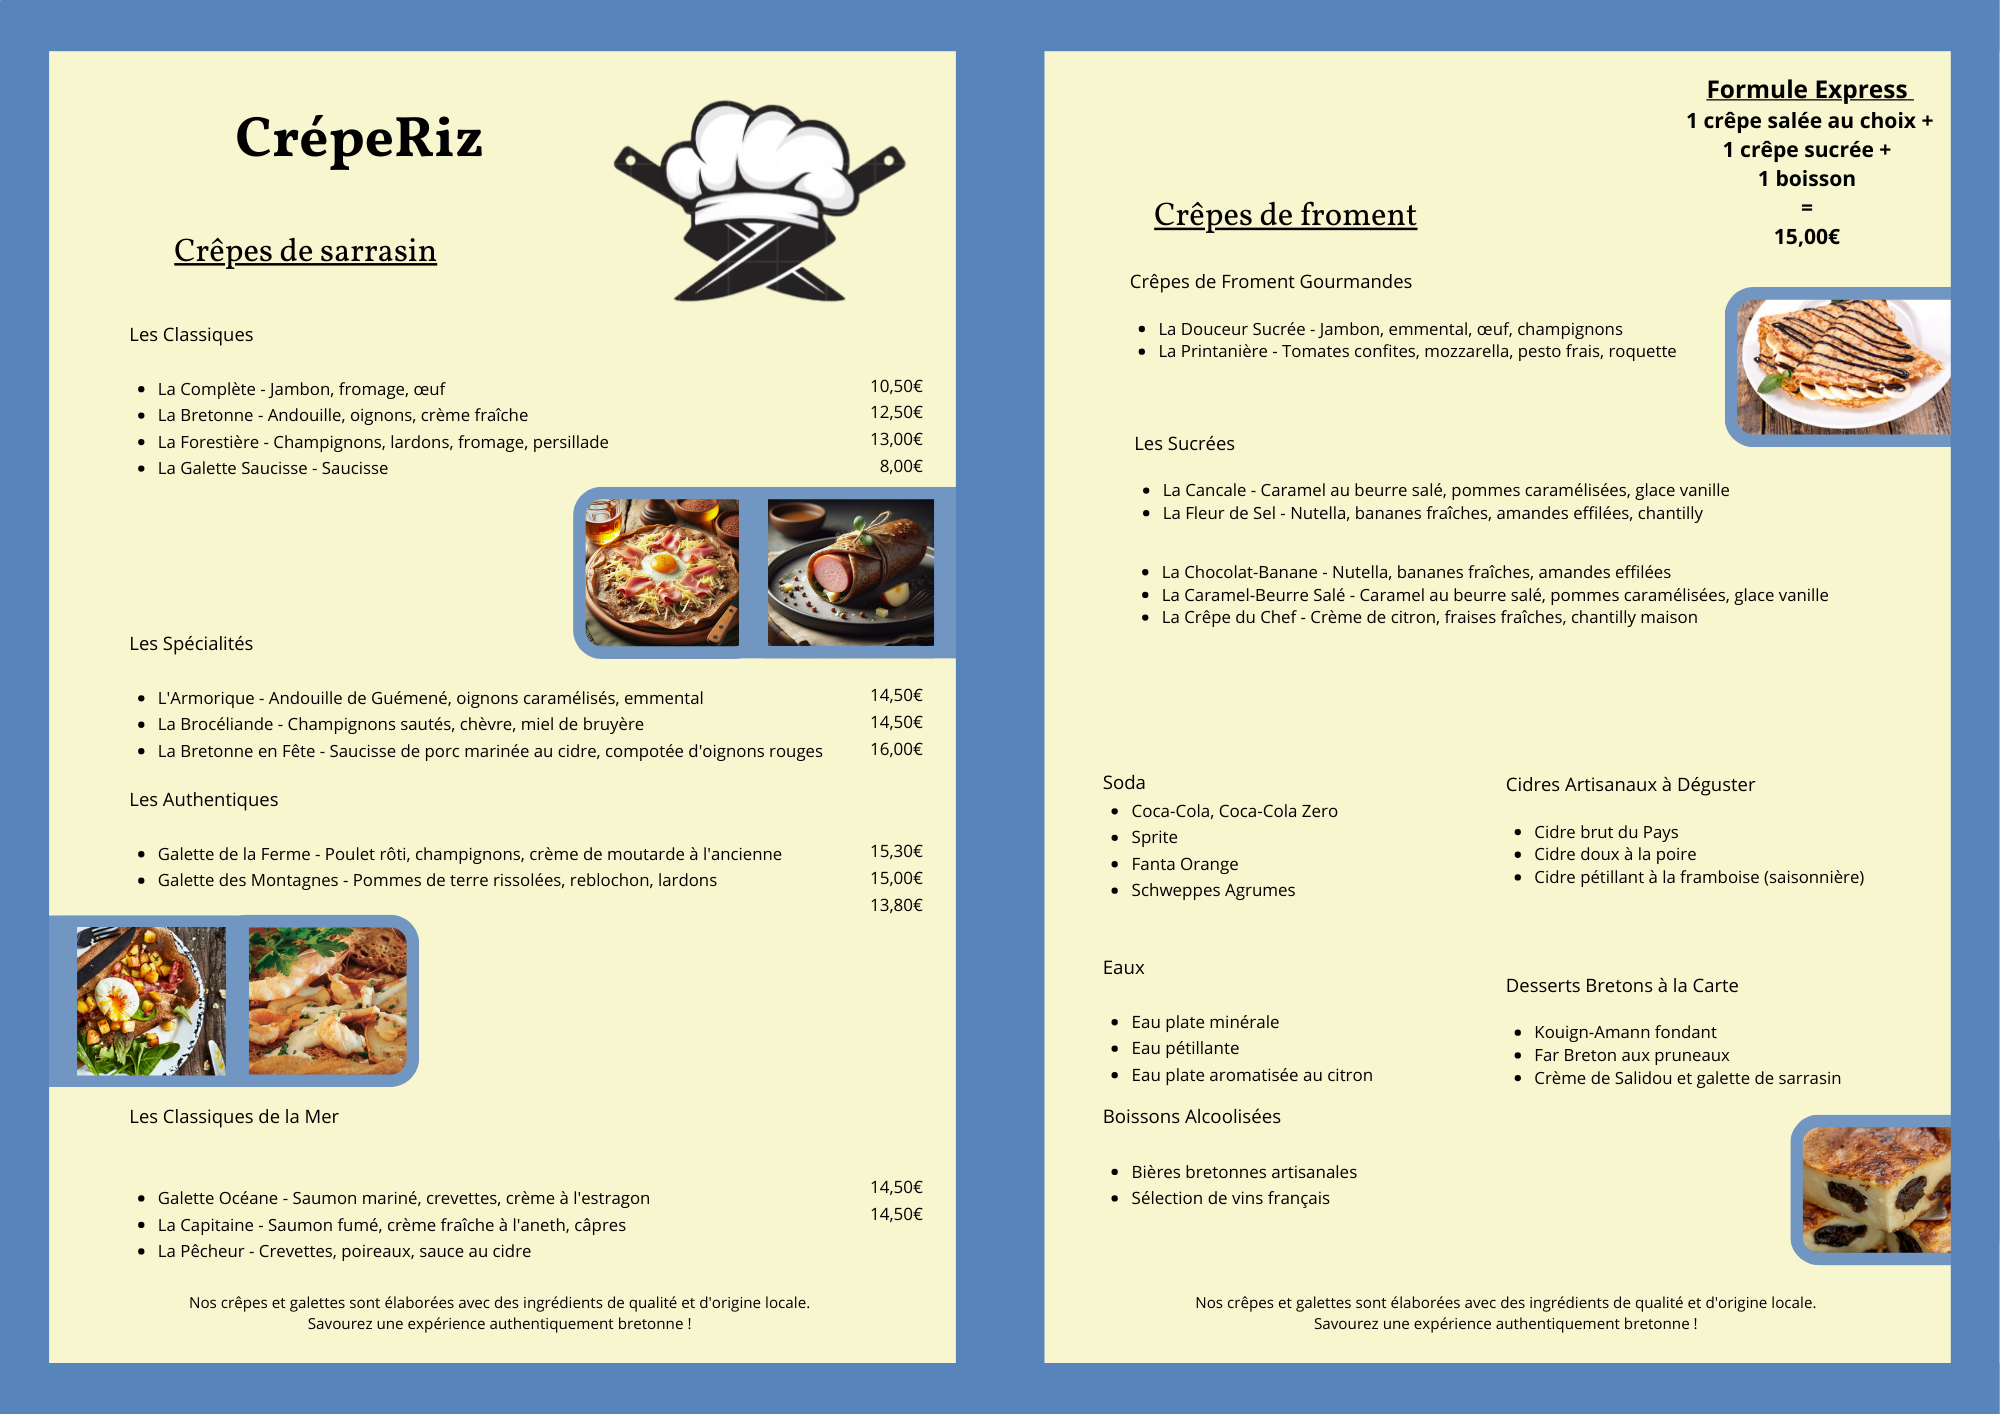 CrépeRiz
Crêpes de sarrasin
Les Classiques
La Complète - Jambon, fromage, œuf 10,50€
La Bretonne - Andouille, oignons, crème fraîche 12,50€
La Forestière - Champignons, lardons, fromage, persillade 13,00€
La Galette Saucisse - Saucisse 8,00€
Les Spécialités
L'Armorique - Andouille de Guémené, oignons caramélisés, emmental 14,50€
La Brocéliande - Champignons sautés, chèvre, miel de bruyère 14,50€
La Bretonne en Fête - Saucisse de porc marinée au cidre, compotée d'oignons rouges 16,00€
Les Authentiques
Galette de la Ferme - Poulet rôti, champignons, crème de moutarde à l'ancienne 15,30€
Galette des Montagnes - Pommes de terre rissolées, reblochon, lardons 15,00€
13,80€
Les Classiques de la Mer
Galette Océane - Saumon mariné, crevettes, crème à l'estragon 14,50€
La Capitaine - Saumon fumé, crème fraîche à l'aneth, câpres 14,50€
La Pêcheur - Crevettes, poireaux, sauce au cidre
Nos crêpes et galettes sont élaborées avec des ingrédients de qualité et d'origine locale.
Savourez une expérience authentiquement bretonne !
Formule Express
1 crêpe salée au choix +
1 crêpe sucrée +
1 boisson
=
15,00€
Crêpes de froment
Crêpes de Froment Gourmandes
La Douceur Sucrée - Jambon, emmental, œuf, champignons
La Printanière - Tomates confites, mozzarella, pesto frais, roquette
Les Sucrées
La Cancale - Caramel au beurre salé, pommes caramélisées, glace vanille
La Fleur de Sel - Nutella, bananes fraîches, amandes effilées, chantilly
La Chocolat-Banane - Nutella, bananes fraîches, amandes effilées
La Caramel-Beurre Salé - Caramel au beurre salé, pommes caramélisées, glace vanille
La Crêpe du Chef - Crème de citron, fraises fraîches, chantilly maison
Soda
Coca-Cola, Coca-Cola Zero
Sprite
Fanta Orange
Schweppes Agrumes
Eaux
Eau plate minérale
Eau pétillante
Eau plate aromatisée au citron
Boissons Alcoolisées
Bières bretonnes artisanales
Sélection de vins français
Cidres Artisanaux à Déguster
Cidre brut du Pays
Cidre doux à la poire
Cidre pétillant à la framboise (saisonnière)
Desserts Bretons à la Carte
Kouign-Amann fondant
Far Breton aux pruneaux
Crème de Salidou et galette de sarrasin
Nos crêpes et galettes sont élaborées avec des ingrédients de qualité et d'origine locale.
Savourez une expérience authentiquement bretonne !